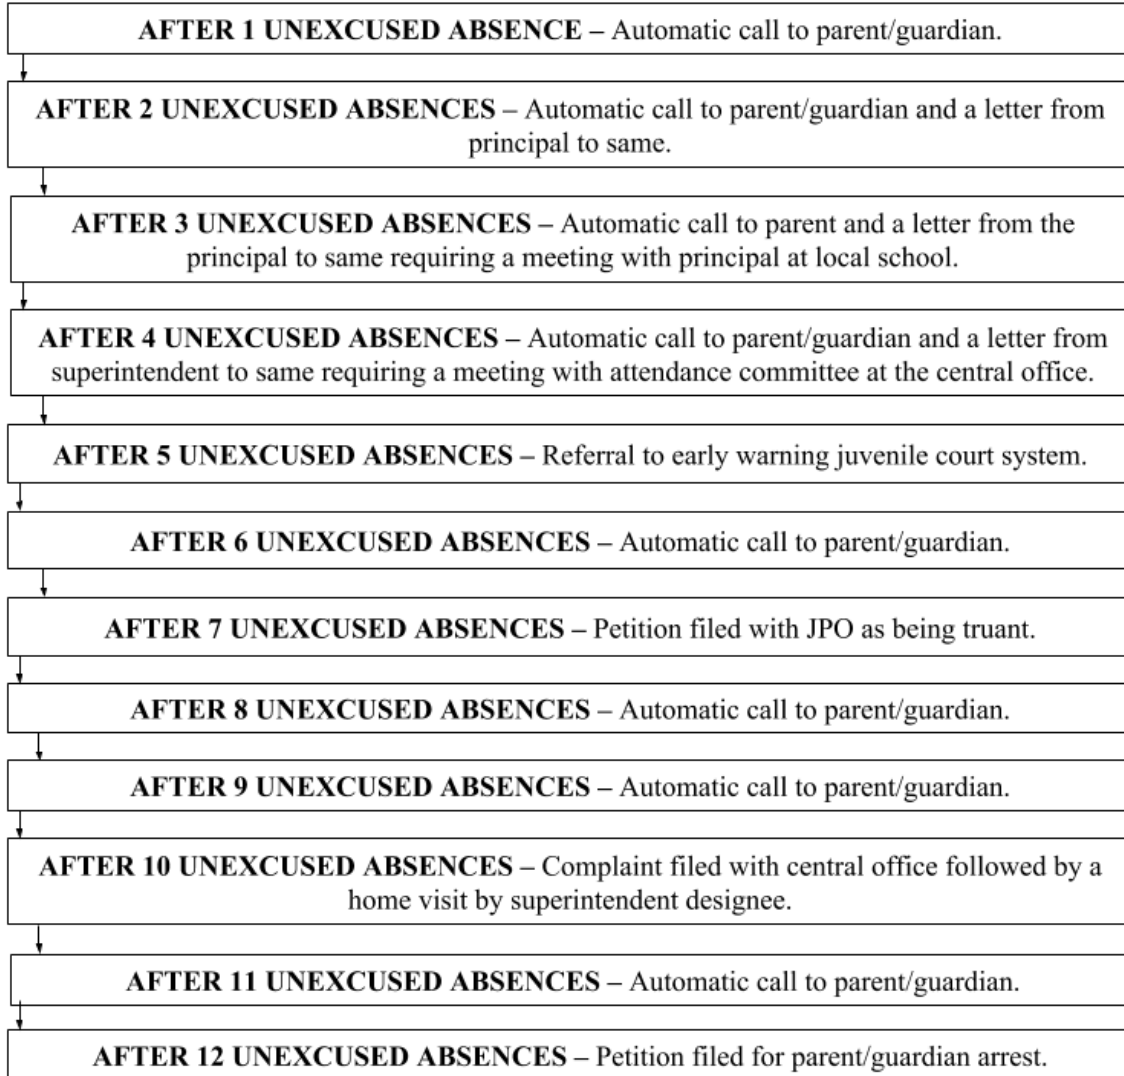 AFTER 1 UNEXCUSED ABSENCE – Automatic call to parent/guardian.
AFTER 2 UNEXCUSED ABSENCES – Automatic call to parent/guardian and a letter from
principal to same.
AFTER 3 UNEXCUSED ABSENCES – Automatic call to parent and a letter from the
principal to same requiring a meeting with principal at local school.
AFTER 4 UNEXCUSED ABSENCES – Automatic call to parent/guardian and a letter from
superintendent to same requiring a meeting with attendance committee at the central office.
AFTER 5 UNEXCUSED ABSENCES – Referral to early warning juvenile court system.
AFTER 6 UNEXCUSED ABSENCES – Automatic call to parent/guardian.
AFTER 7 UNEXCUSED ABSENCES – Petition filed with JPO as being truant.
AFTER 8 UNEXCUSED ABSENCES – Automatic call to parent/guardian.
AFTER 9 UNEXCUSED ABSENCES – Automatic call to parent/guardian.
AFTER 10 UNEXCUSED ABSENCES – Complaint filed with central office followed by a
home visit by superintendent designee.
AFTER 11 UNEXCUSED ABSENCES – Automatic call to parent/guardian.
AFTER 12 UNEXCUSED ABSENCES – Petition filed for parent/guardian arrest.